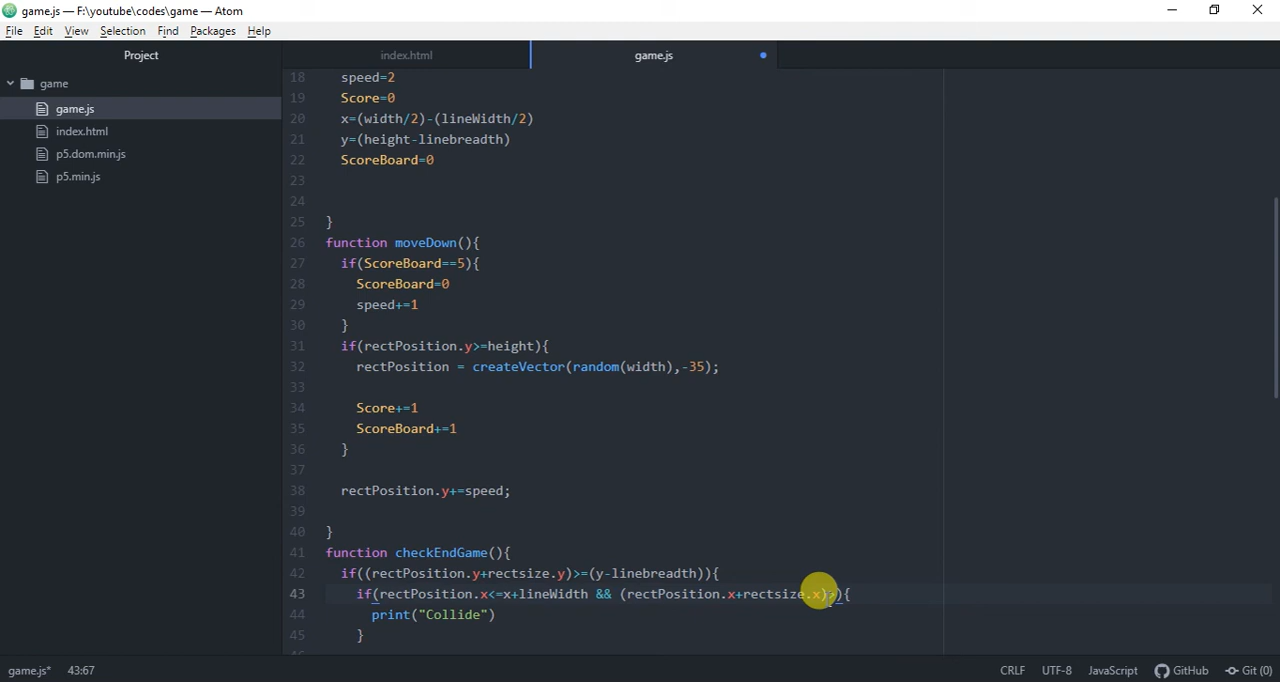 game.js — F:\youtube\codes\game — Atom
File Edit View Selection Find Packages Help
Project index.html game.js
game
game.js
index.html
p5.dom.min.js
p5.min.js
18 speed=2
19 Score=0
20 x=(width/2)-(lineWidth/2)
21 y=(height-linebreadth)
22 ScoreBoard=0
23
24
25 }
26 function moveDown(){
27 if(ScoreBoard==5){
28 ScoreBoard=0
29 speed+=1
30 }
31 if(rectPosition.y>=height){
32 rectPosition = createVector(random(width),-35);
33
34 Score+=1
35 ScoreBoard+=1
36 }
37
38 rectPosition.y+=speed;
39
40 }
41 function checkEndGame(){
42 if((rectPosition.y+rectsize.y)>=(y-linebreadth)){
43 if(rectPosition.x<=x+lineWidth && (rectPosition.x+rectsize.x)>){
44 print("Collide")
45 }
game.js* 43:67 CRLF UTF-8 JavaScript GitHub Git (0)